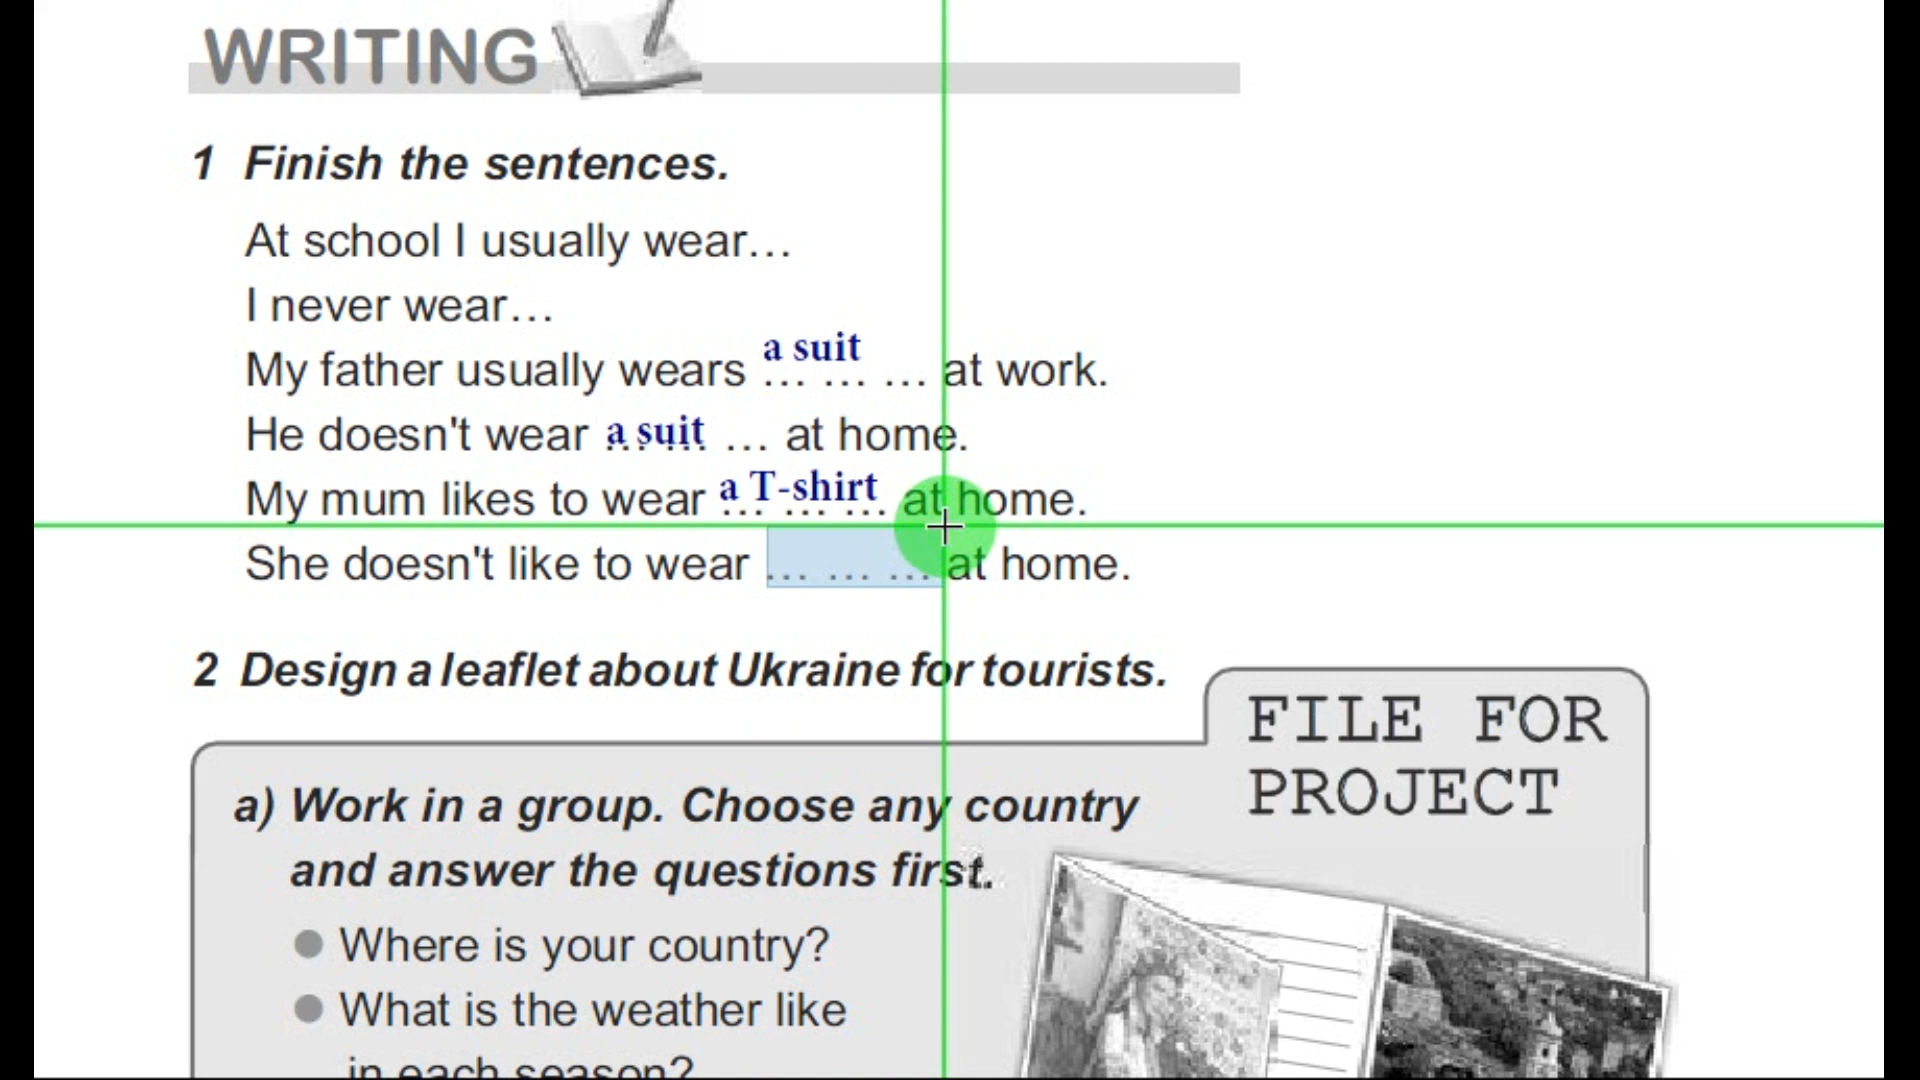 WRITING
1 Finish the sentences.
At school I usually wear…
I never wear…
My father usually wears a suit … … … at work.
He doesn't wear a suit … at home.
My mum likes to wear a T-shirt … … … at home.
She doesn't like to wear … … … at home.
2 Design a leaflet about Ukraine for tourists.
FILE FOR
PROJECT
a) Work in a group. Choose any country
and answer the questions first.
Where is your country?
What is the weather like
in each season?